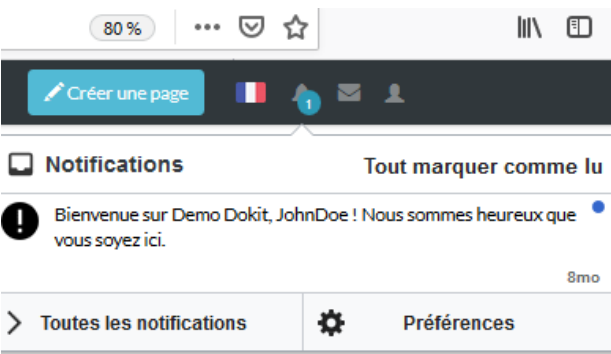 80 %
Créer une page
1
Notifications
Tout marquer comme lu
Bienvenue sur Demo Dokit, JohnDoe ! Nous sommes heureux que
vous soyez ici.
8mo
Toutes les notifications
Préférences